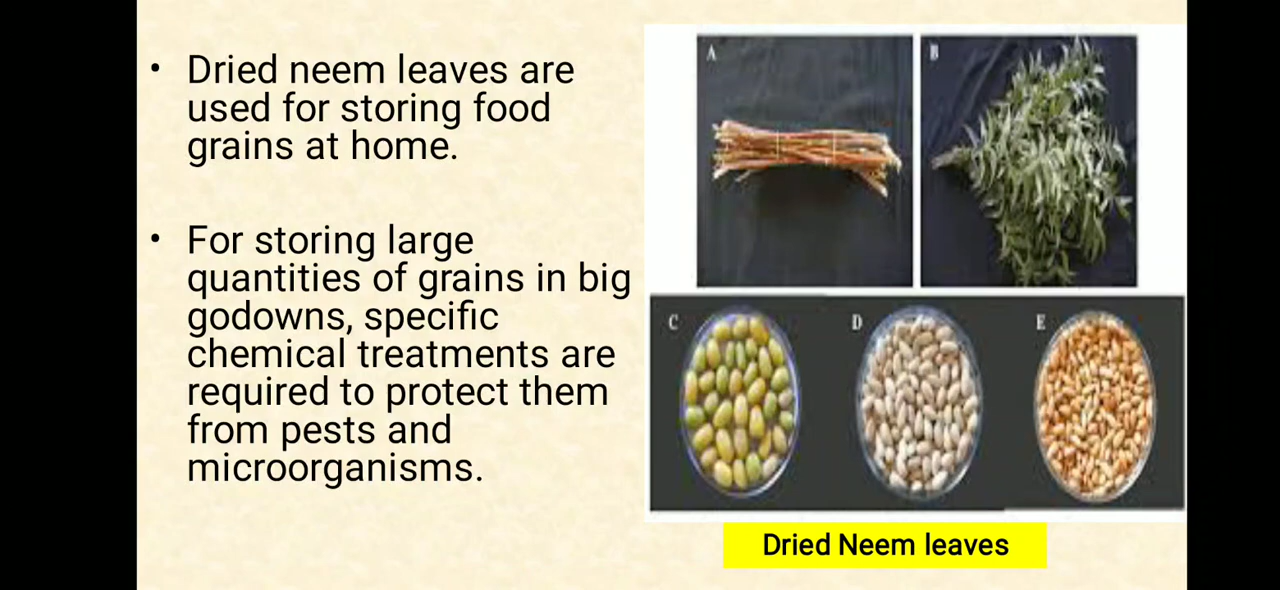 • Dried neem leaves are
used for storing food
grains at home.
• For storing large
quantities of grains in big
godowns, specific
chemical treatments are
required to protect them
from pests and
microorganisms.
A
B
C
D
E
Dried Neem leaves